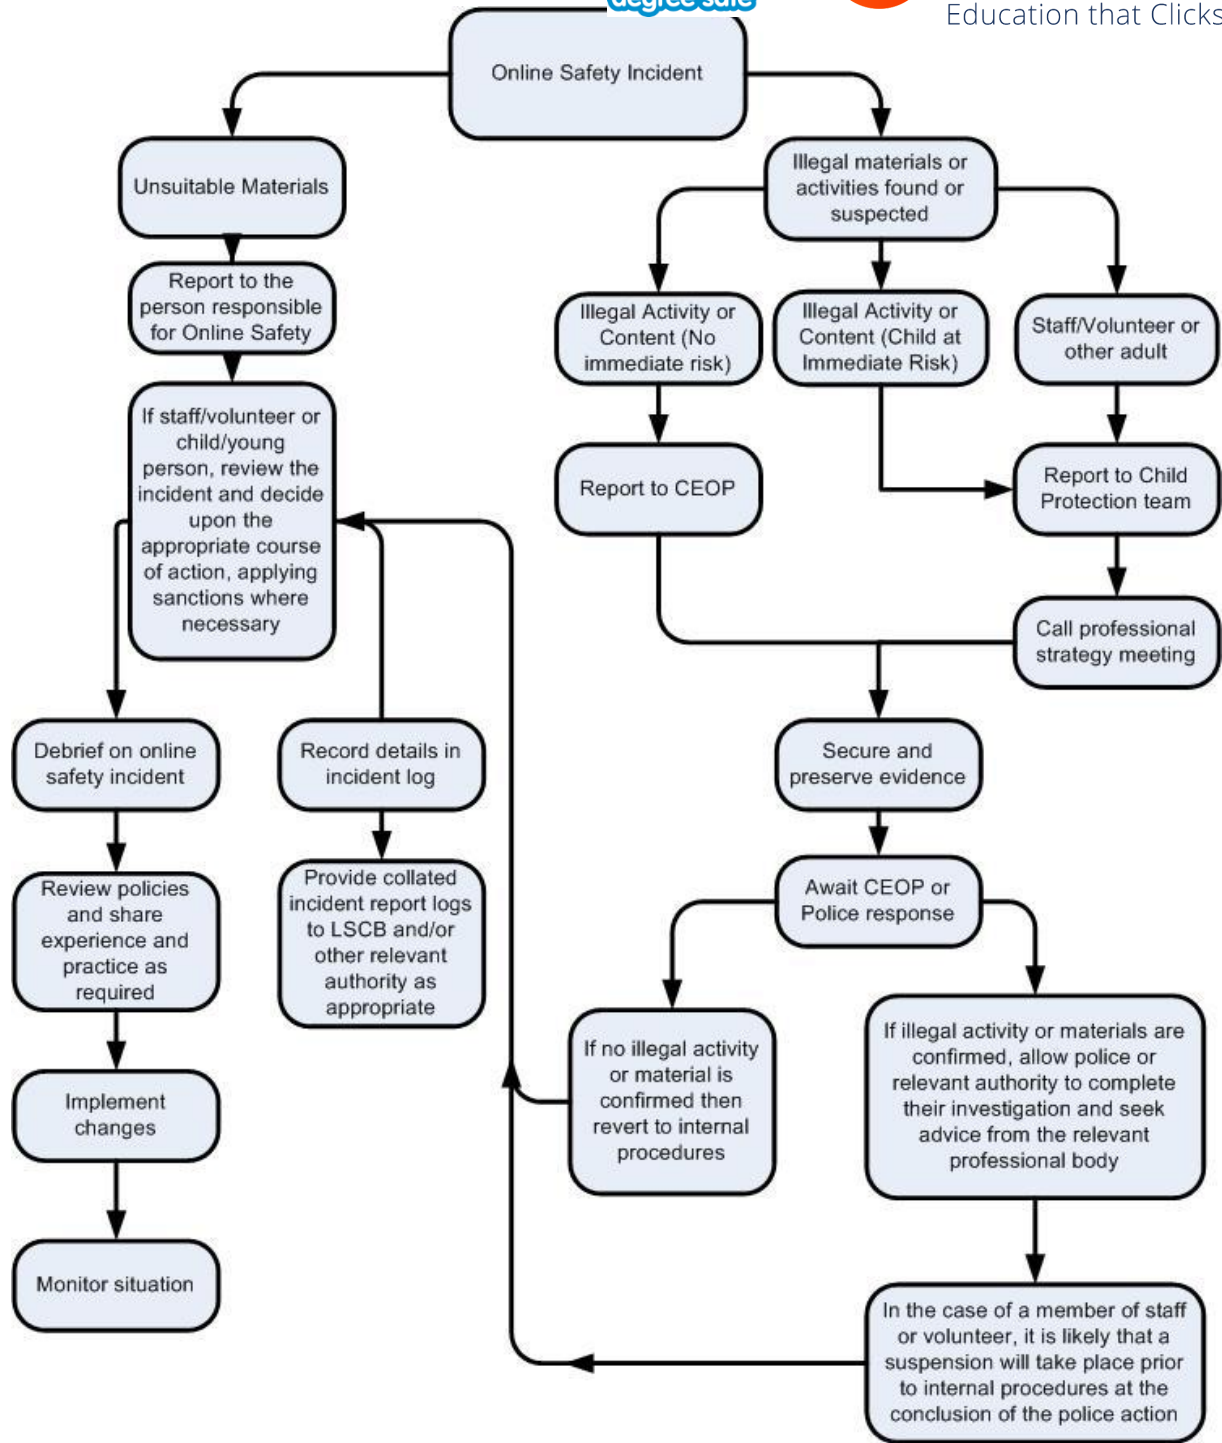 degree safe
Education that Clicks
Online Safety Incident
Unsuitable Materials
Illegal materials or
activities found or
suspected
Report to the
person responsible
for Online Safety
Illegal Activity or
Content (No
immediate risk)
Illegal Activity or
Content (Child at
Immediate Risk)
Staff/Volunteer or
other adult
If staff/volunteer or
child/young
person, review the
incident and decide
upon the
appropriate course
of action, applying
sanctions where
necessary
Report to CEOP
Report to Child
Protection team
Call professional
strategy meeting
Debrief on online
safety incident
Record details in
incident log
Secure and
preserve evidence
Review policies
and share
experience and
practice as
required
Provide collated
incident report logs
to LSCB and/or
other relevant
authority as
appropriate
Await CEOP or
Police response
If no illegal activity
or material is
confirmed then
revert to internal
procedures
If illegal activity or materials are
confirmed, allow police or
relevant authority to complete
their investigation and seek
advice from the relevant
professional body
Implement
changes
Monitor situation
In the case of a member of staff
or volunteer, it is likely that a
suspension will take place prior
to internal procedures at the
conclusion of the police action